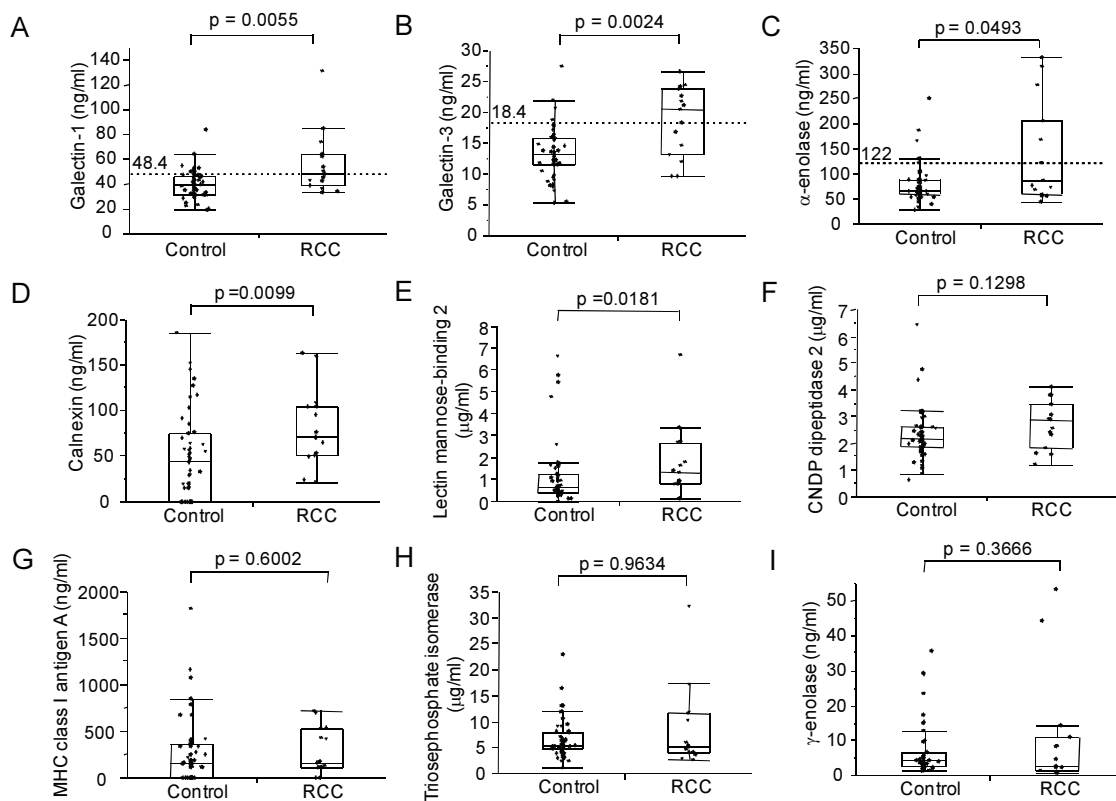 A
p = 0.0055
Galectin-1 (ng/ml)
140
120
100
80
60
40
20
0
48.4
Control
RCC
B
p = 0.0024
Galectin-3 (ng/ml)
30
25
20
15
10
5
0
18.4
Control
RCC
C
p = 0.0493
α-enolase (ng/ml)
350
300
250
200
150
100
50
0
122
Control
RCC
D
p =0.0099
Calnexin (ng/ml)
200
150
100
50
0
Control
RCC
E
p =0.0181
Lectin mannose-binding 2
(μg/ml)
8
7
6
5
4
3
2
1
0
Control
RCC
F
p = 0.1298
CNDP dipeptidase 2 (μg/ml)
7
6
5
4
3
2
1
0
Control
RCC
G
p = 0.6002
MHC class I antigen A (ng/ml)
2000
1500
1000
500
0
Control
RCC
H
p = 0.9634
Triosephosphate isomerase
(μg/ml)
35
30
25
20
15
10
5
0
Control
RCC
I
p = 0.3666
γ-enolase (ng/ml)
50
40
30
20
10
0
Control
RCC